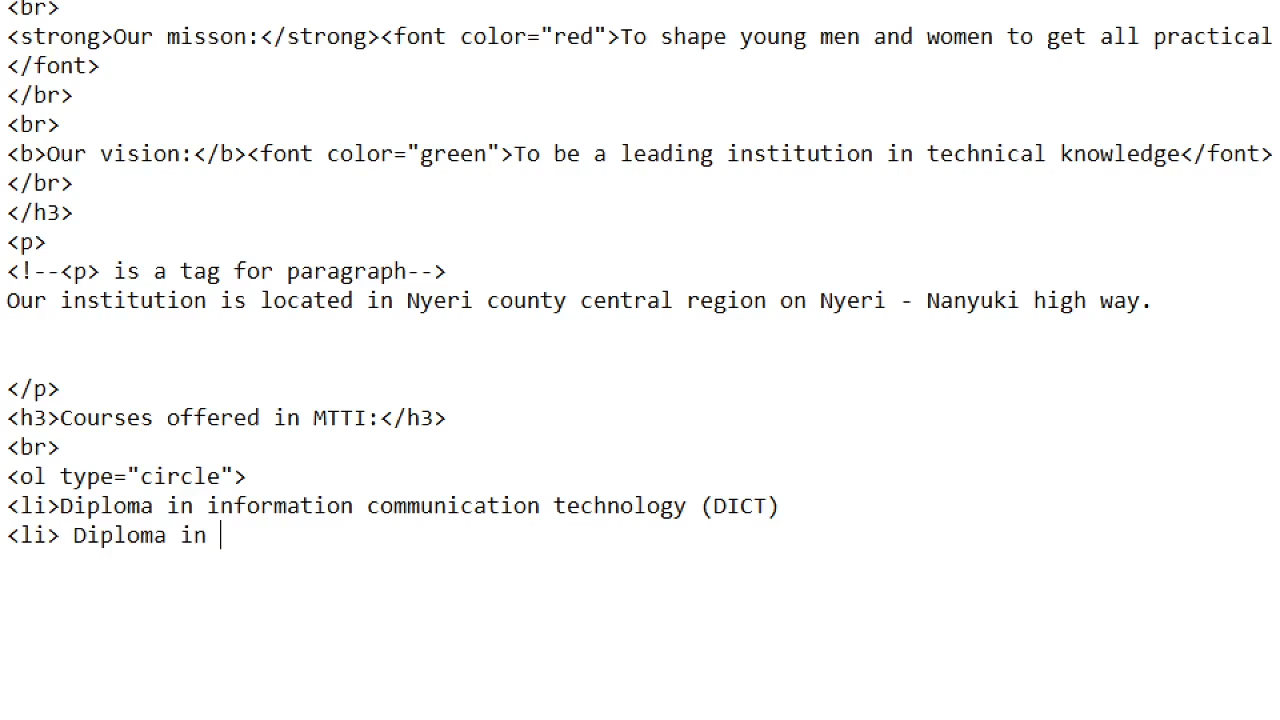 <br>
<strong>Our misson:</strong><font color="red">To shape young men and women to get all practical
</font>
</br>
<br>
<b>Our vision:</b><font color="green">To be a leading institution in technical knowledge</font>
</br>
</h3>
<p>
<!--<p> is a tag for paragraph-->
Our institution is located in Nyeri county central region on Nyeri - Nanyuki high way.
</p>
<h3>Courses offered in MTTI:</h3>
<br>
<ol type="circle">
<li>Diploma in information communication technology (DICT)
<li> Diploma in